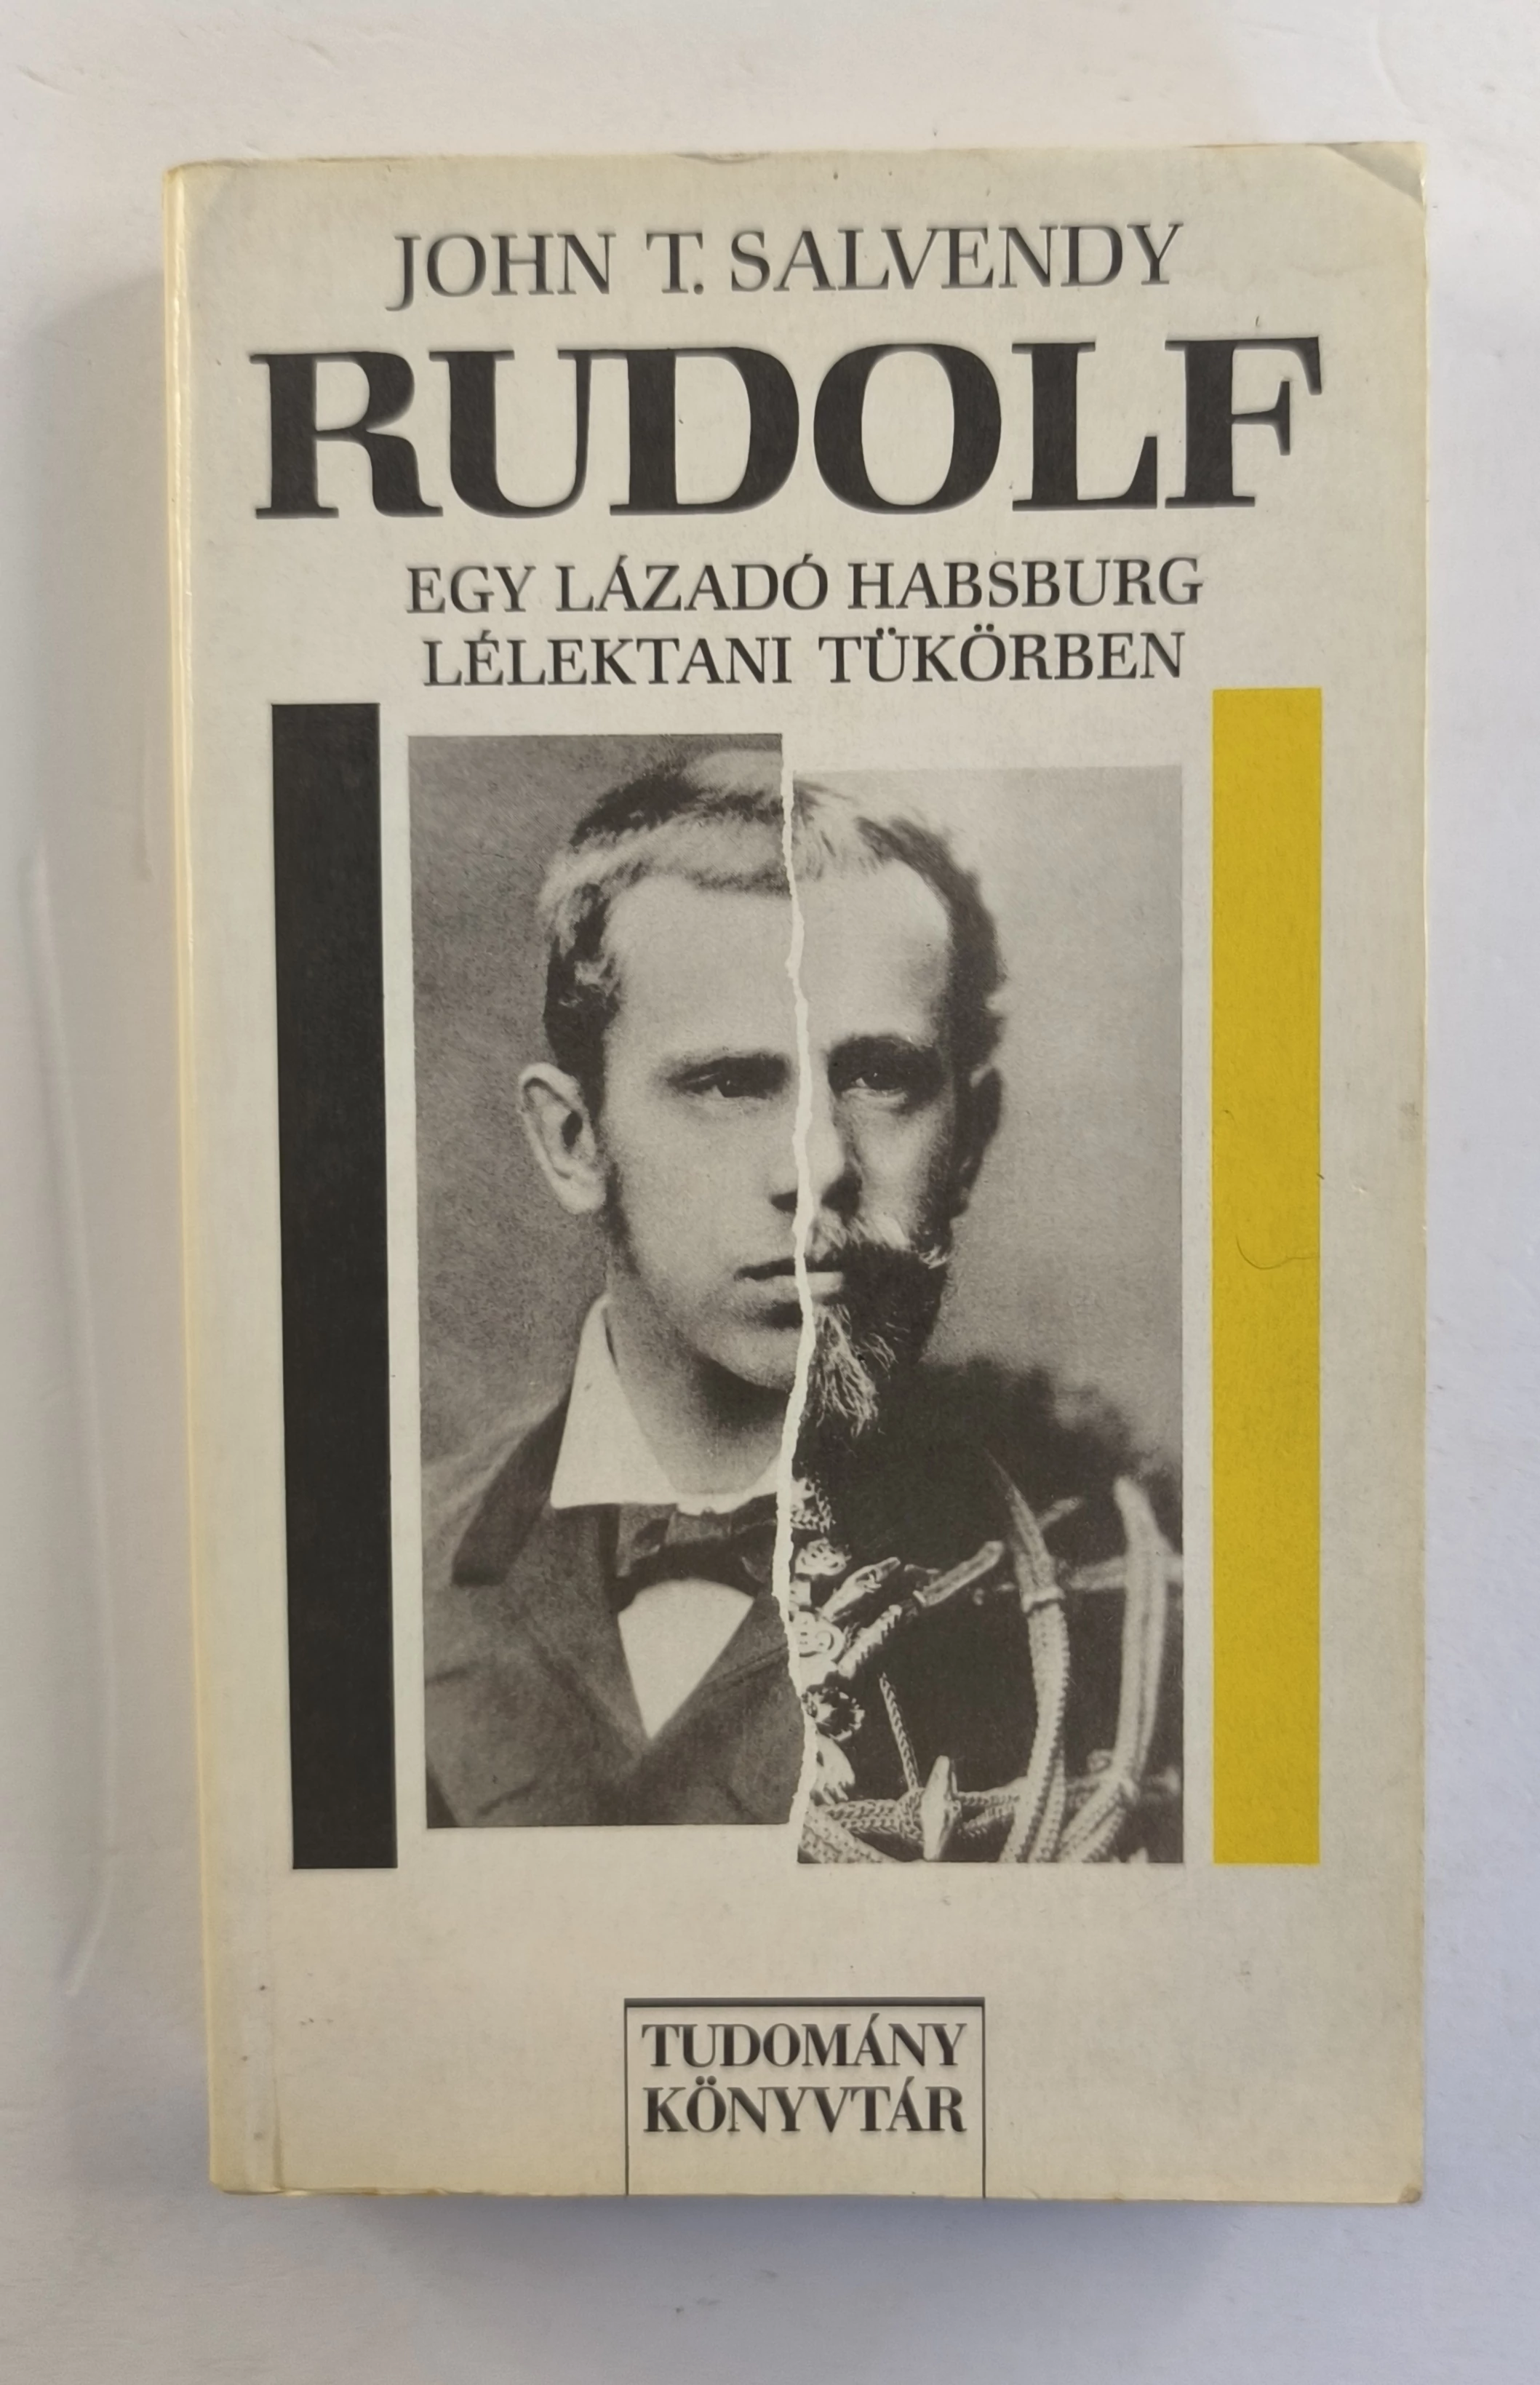 JOHN T. SALVENDY
RUDOLF
EGY LÁZADÓ HABSBURG
LÉLEKTANI TÜKÖRBEN
TUDOMÁNY
KÖNYVTÁR